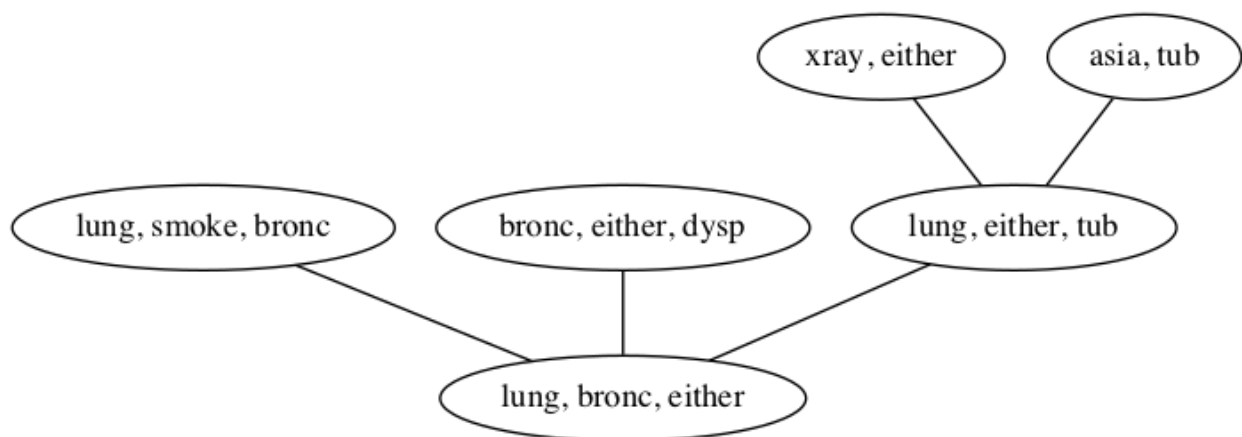 xray, either
asia, tub
lung, smoke, bronc
bronc, either, dysp
lung, either, tub
lung, bronc, either